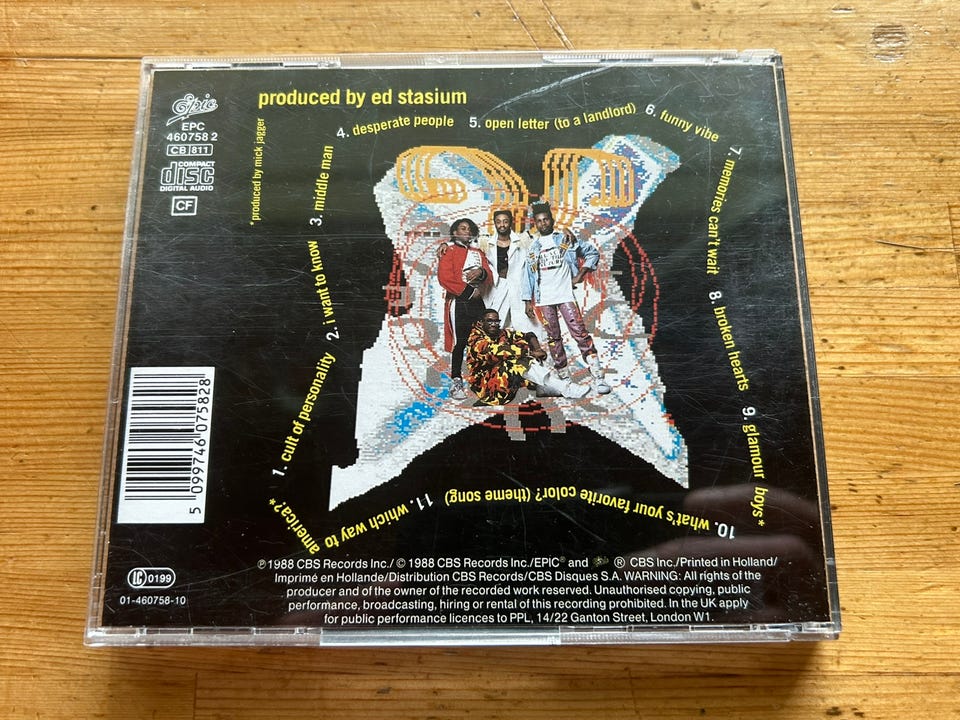 Epic
EPC
460758 2
CB 811
COMPACT
disc
DIGITAL AUDIO
CF
produced by ed stasium
*produced by mick jagger
1. cult of personality
2. i want to know
3. middle man
4. desperate people
5. open letter (to a landlord)
6. funny vibe
7. memories can't wait
8. broken hearts
9. glamour boys*
10. what's your favorite color? (theme song)
11. which way to
america?*
5 099746 075828
LC 0199
01-460758-10
℗ 1988 CBS Records Inc./ © 1988 CBS Records Inc./EPIC® and ® CBS Inc./Printed in Holland/
Imprimé en Hollande/Distribution CBS Records/CBS Disques S.A. WARNING: All rights of the
producer and of the owner of the recorded work reserved. Unauthorised copying, public
performance, broadcasting, hiring or rental of this recording prohibited. In the UK apply
for public performance licences to PPL, 14/22 Ganton Street, London W1.